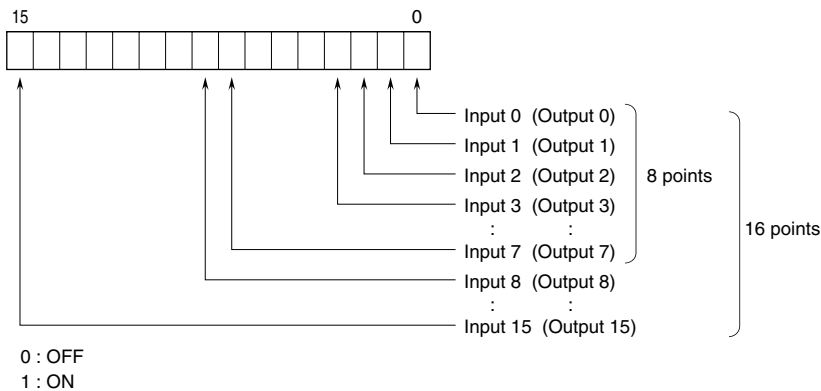 15 0
Input 0 (Output 0)
Input 1 (Output 1)
Input 2 (Output 2)
8 points
Input 3 (Output 3)
: :
16 points
Input 7 (Output 7)
Input 8 (Output 8)
: :
Input 15 (Output 15)
0 : OFF
1 : ON